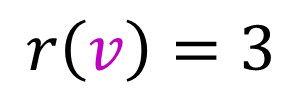 r(v) = 3